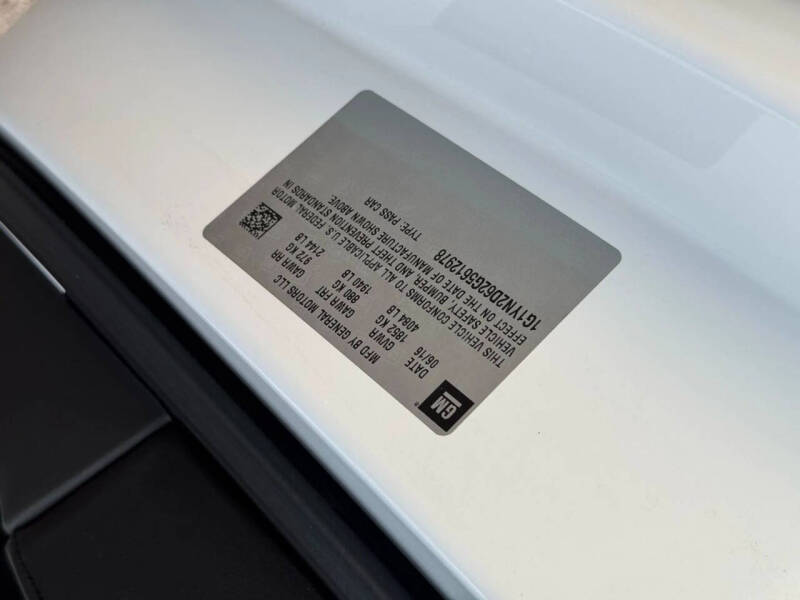 GM ®
MFD BY GENERAL MOTORS LLC
DATE GVWR GAWR FRT GAWR RR
06/16 1852 KG 880 KG 972 KG
4084 LB 1940 LB 2144 LB
THIS VEHICLE CONFORMS TO ALL APPLICABLE U.S. FEDERAL MOTOR
VEHICLE SAFETY, BUMPER AND THEFT PREVENTION STANDARDS IN
EFFECT ON THE DATE OF MANUFACTURE SHOWN ABOVE.
1G1YN2D62G5612978 TYPE: PASS CAR